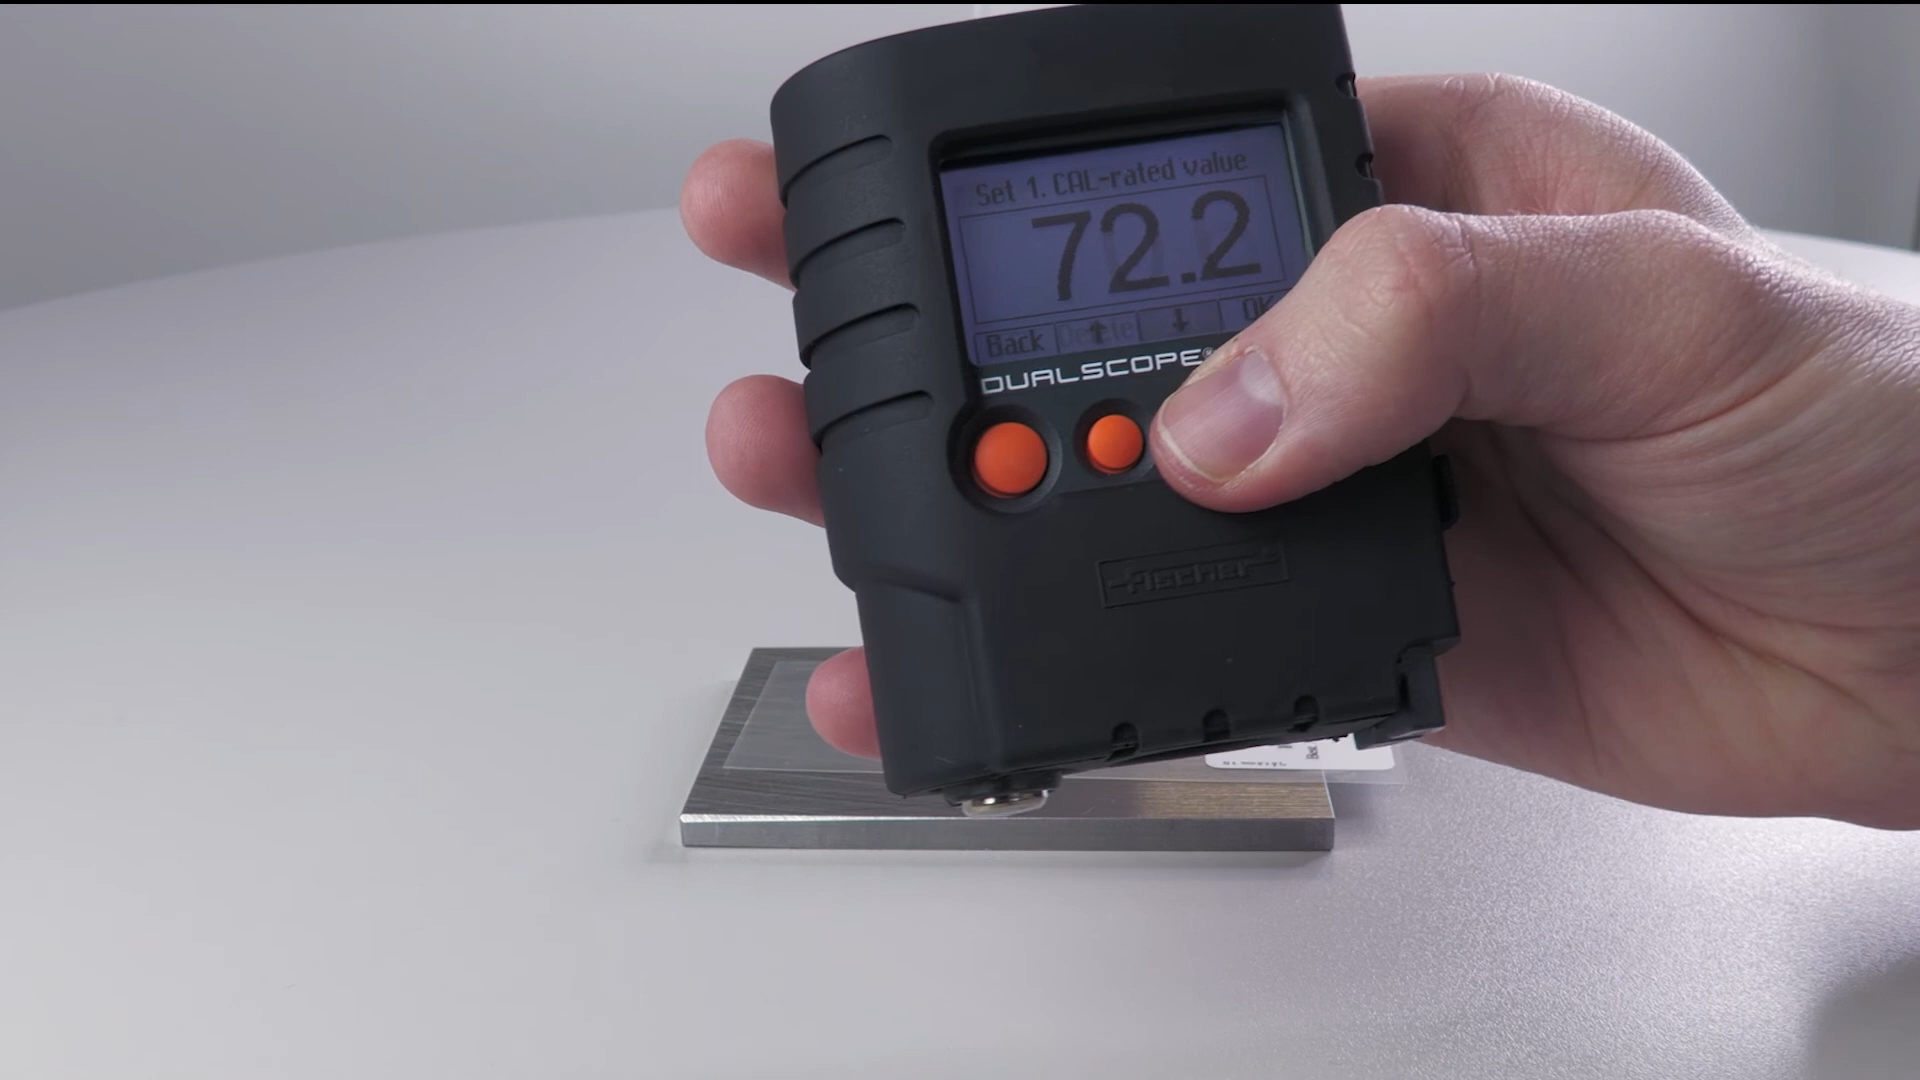 Set 1. CAL-rated value
72.2
Back ↑ ↓ OK
DUALSCOPE®
Fischer